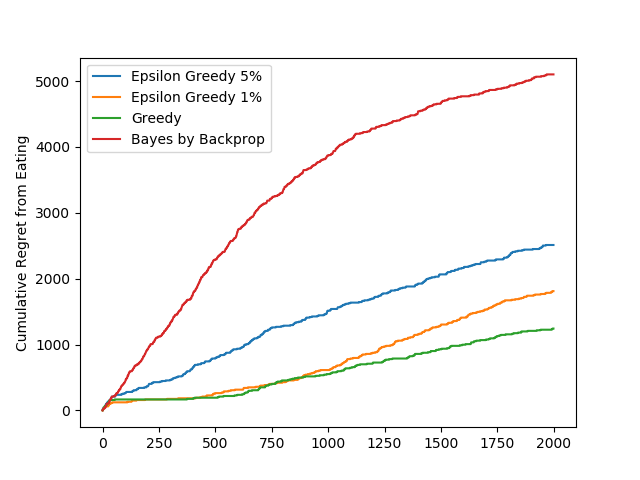 Epsilon Greedy 5%
Epsilon Greedy 1%
Greedy
Bayes by Backprop
Cumulative Regret from Eating
5000
4000
3000
2000
1000
0
0 250 500 750 1000 1250 1500 1750 2000